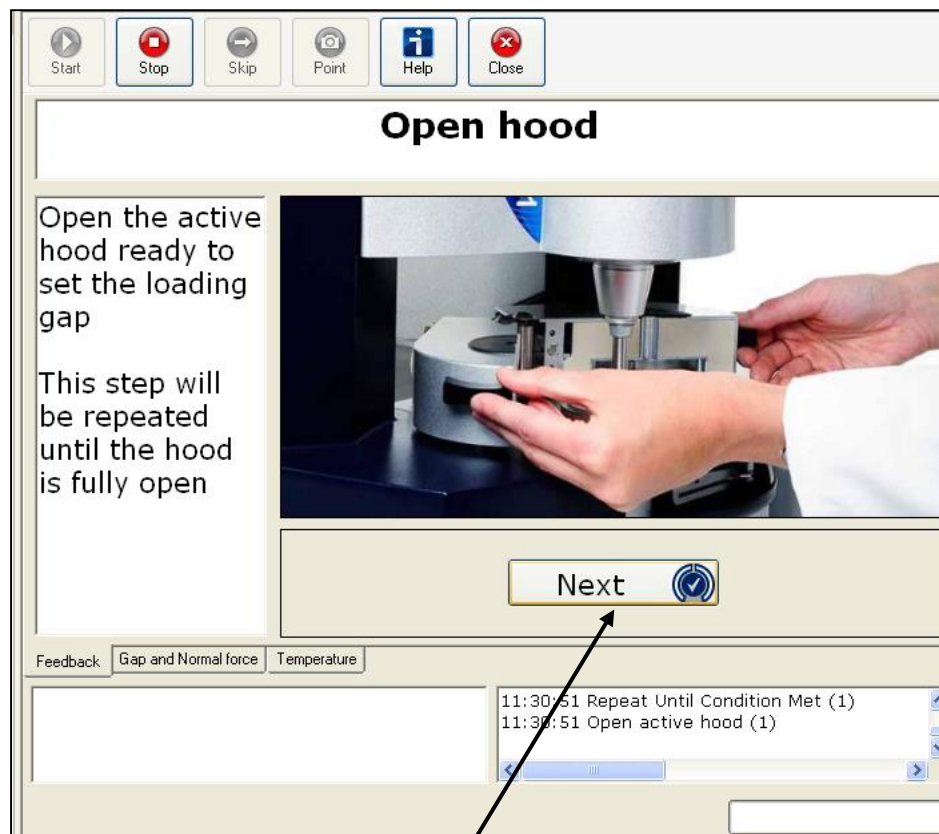 Start Stop Skip Point Help Close
Open hood
Open the active
hood ready to
set the loading
gap
This step will
be repeated
until the hood
is fully open
Next
Feedback Gap and Normal force Temperature
11:30:51 Repeat Until Condition Met (1)
11:30:51 Open active hood (1)